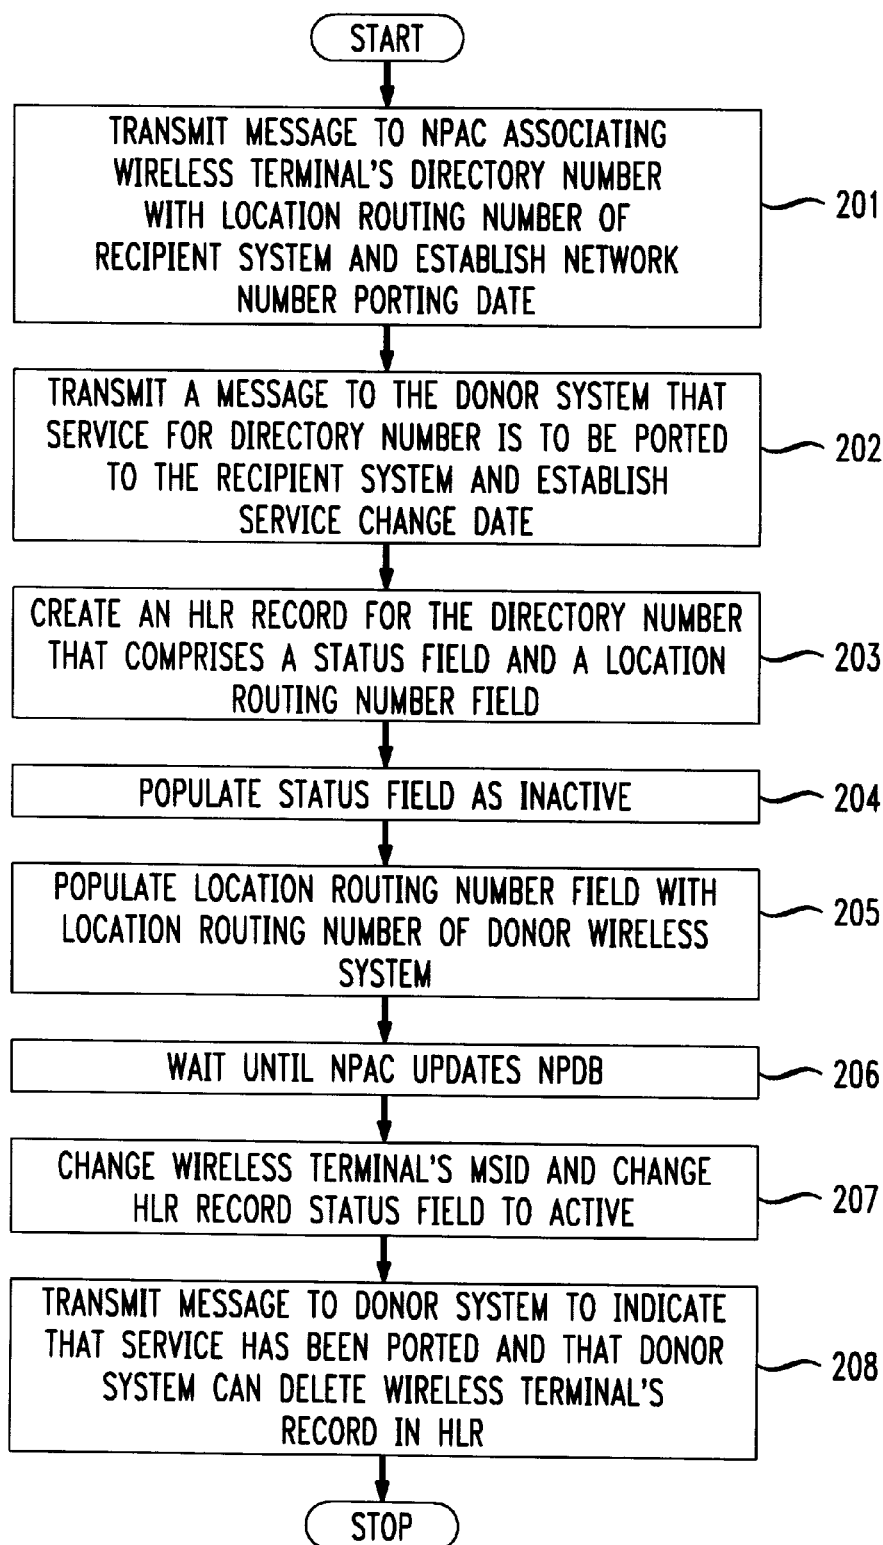 START
TRANSMIT MESSAGE TO NPAC ASSOCIATING
WIRELESS TERMINAL'S DIRECTORY NUMBER
WITH LOCATION ROUTING NUMBER OF
RECIPIENT SYSTEM AND ESTABLISH NETWORK
NUMBER PORTING DATE
201
TRANSMIT A MESSAGE TO THE DONOR SYSTEM THAT
SERVICE FOR DIRECTORY NUMBER IS TO BE PORTED
TO THE RECIPIENT SYSTEM AND ESTABLISH
SERVICE CHANGE DATE
202
CREATE AN HLR RECORD FOR THE DIRECTORY NUMBER
THAT COMPRISES A STATUS FIELD AND A LOCATION
ROUTING NUMBER FIELD
203
POPULATE STATUS FIELD AS INACTIVE
204
POPULATE LOCATION ROUTING NUMBER FIELD WITH
LOCATION ROUTING NUMBER OF DONOR WIRELESS
SYSTEM
205
WAIT UNTIL NPAC UPDATES NPDB
206
CHANGE WIRELESS TERMINAL'S MSID AND CHANGE
HLR RECORD STATUS FIELD TO ACTIVE
207
TRANSMIT MESSAGE TO DONOR SYSTEM TO INDICATE
THAT SERVICE HAS BEEN PORTED AND THAT DONOR
SYSTEM CAN DELETE WIRELESS TERMINAL'S
RECORD IN HLR
208
STOP